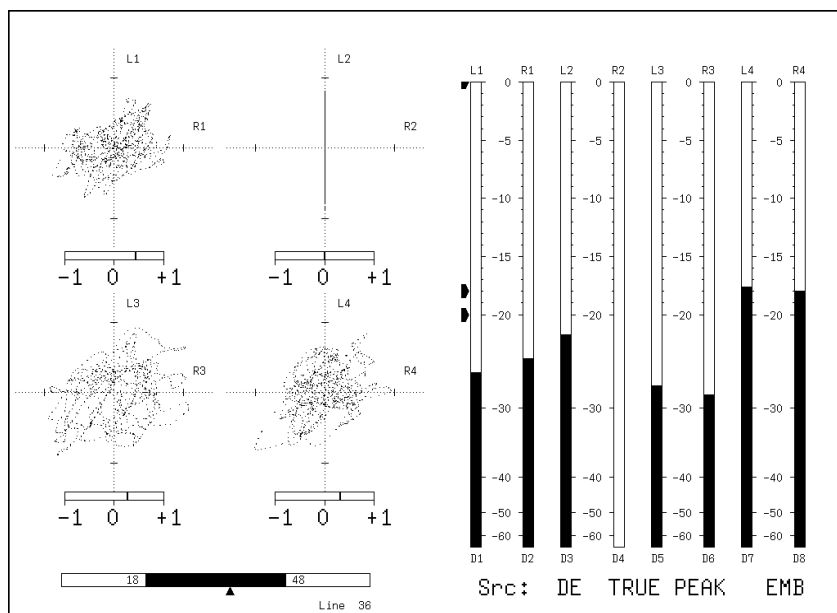 L1
R1
-1 0 +1
L2
R2
-1 0 +1
L3
R3
-1 0 +1
L4
R4
-1 0 +1
18 48
Line 36
L1 R1 L2 R2 L3 R3 L4 R4
0 0 0 0
-5 -5 -5 -5
-10 -10 -10 -10
-15 -15 -15 -15
-20 -20 -20 -20
-30 -30 -30 -30
-40 -40 -40 -40
-50 -50 -50 -50
-60 -60 -60 -60
D1 D2 D3 D4 D5 D6 D7 D8
Src: DE TRUE PEAK EMB